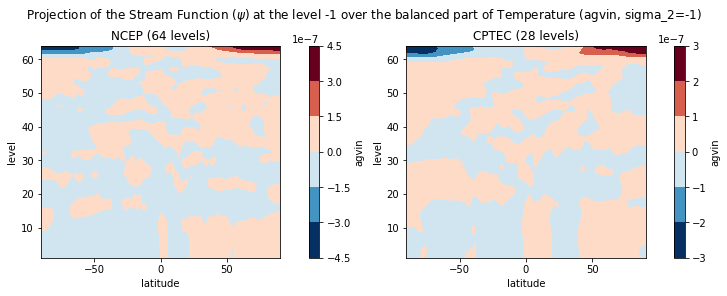 Projection of the Stream Function (ψ) at the level -1 over the balanced part of Temperature (agvin, sigma_2=-1)
NCEP (64 levels)
1e−7
60
50
40
30
20
10
level
−50
0
50
latitude
4.5
3.0
1.5
0.0
−1.5
−3.0
−4.5
agvin
CPTEC (28 levels)
1e−7
60
50
40
30
20
10
level
−50
0
50
latitude
3
2
1
0
−1
−2
−3
agvin